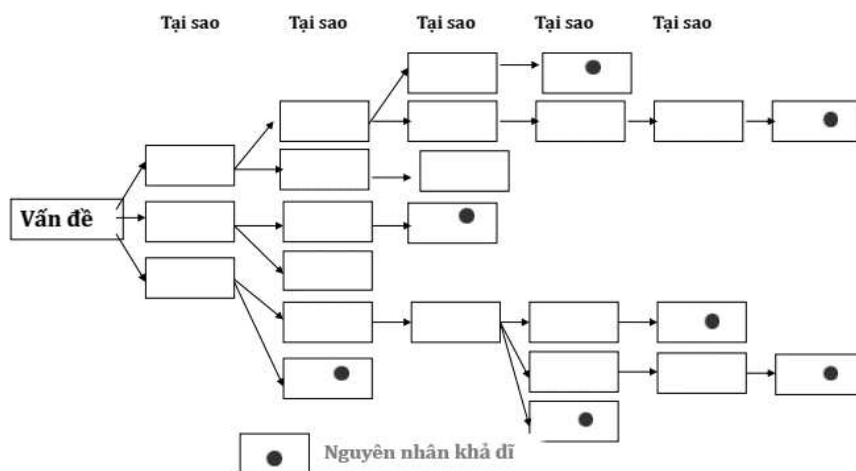 Tại sao Tại sao Tại sao Tại sao Tại sao
Vấn đề
Nguyên nhân khả dĩ